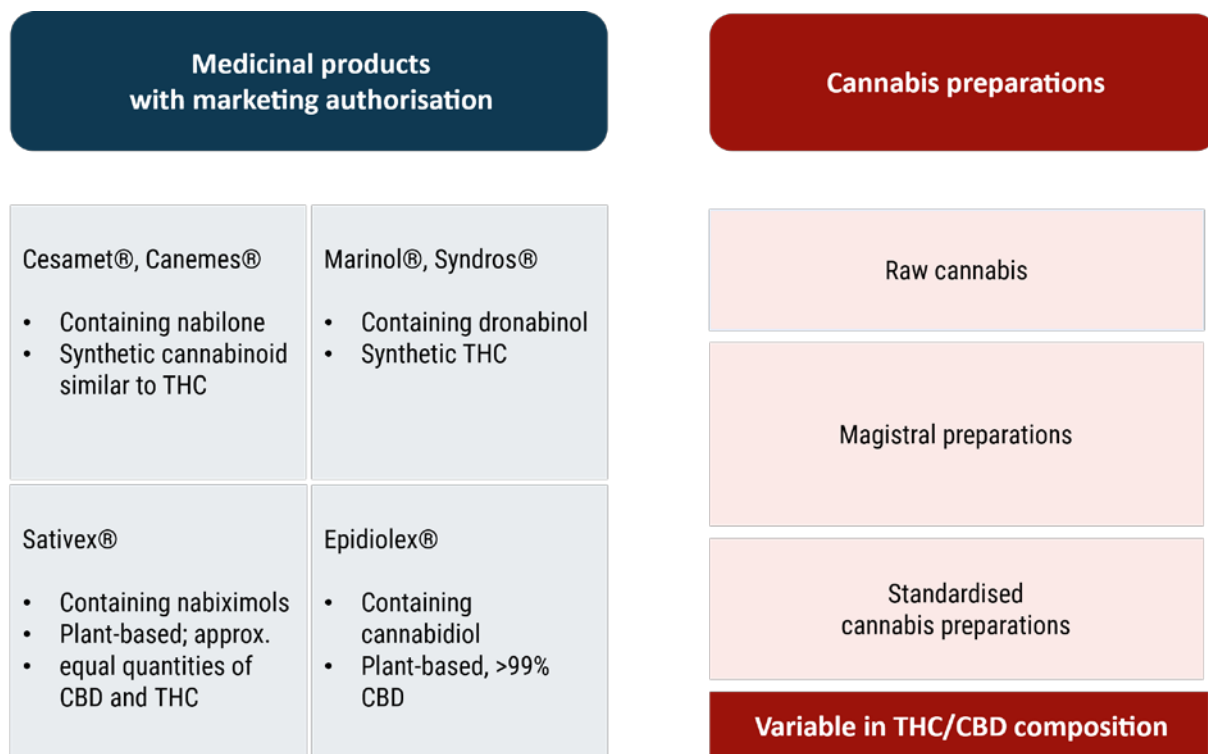 Medicinal products
with marketing authorisation
Cesamet®, Canemes®
• Containing nabilone
• Synthetic cannabinoid
similar to THC
Marinol®, Syndros®
• Containing dronabinol
• Synthetic THC
Sativex®
• Containing nabiximols
• Plant-based; approx.
• equal quantities of
CBD and THC
Epidiolex®
• Containing
cannabidiol
• Plant-based, >99%
CBD
Cannabis preparations
Raw cannabis
Magistral preparations
Standardised
cannabis preparations
Variable in THC/CBD composition